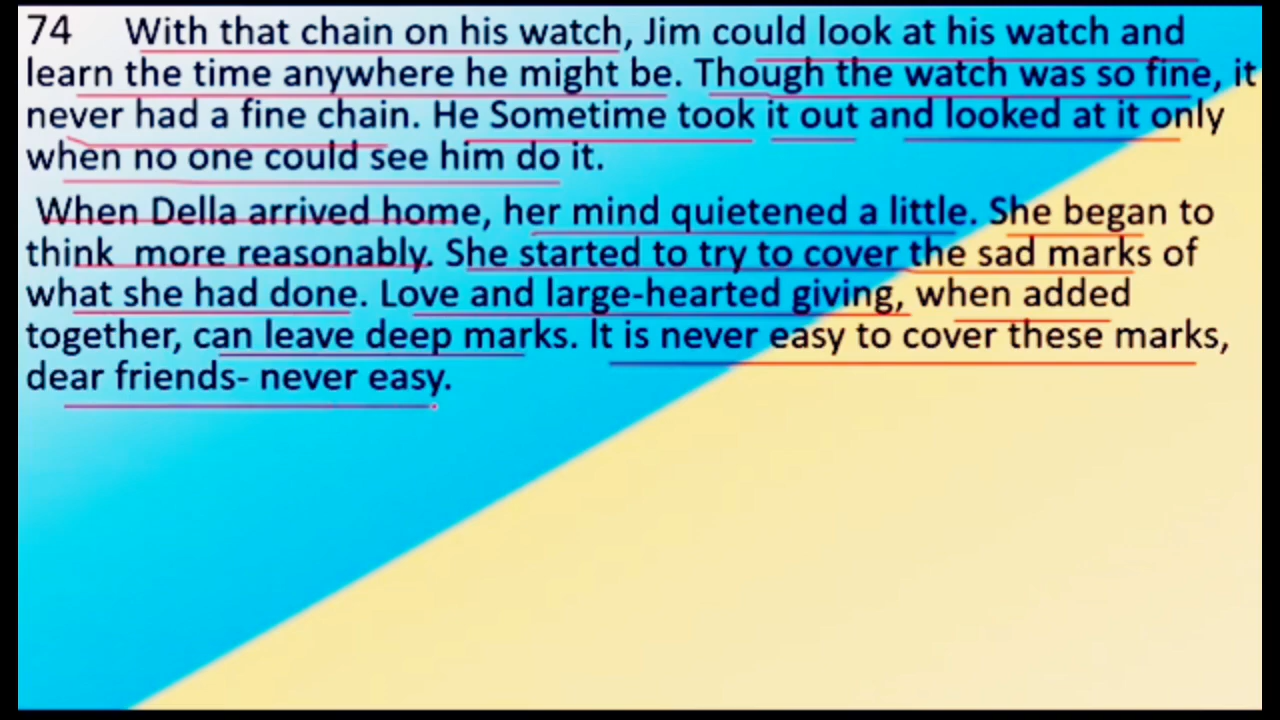 74 With that chain on his watch, Jim could look at his watch and
learn the time anywhere he might be. Though the watch was so fine, it
never had a fine chain. He Sometime took it out and looked at it only
when no one could see him do it.
When Della arrived home, her mind quietened a little. She began to
think more reasonably. She started to try to cover the sad marks of
what she had done. Love and large-hearted giving, when added
together, can leave deep marks. It is never easy to cover these marks,
dear friends- never easy.